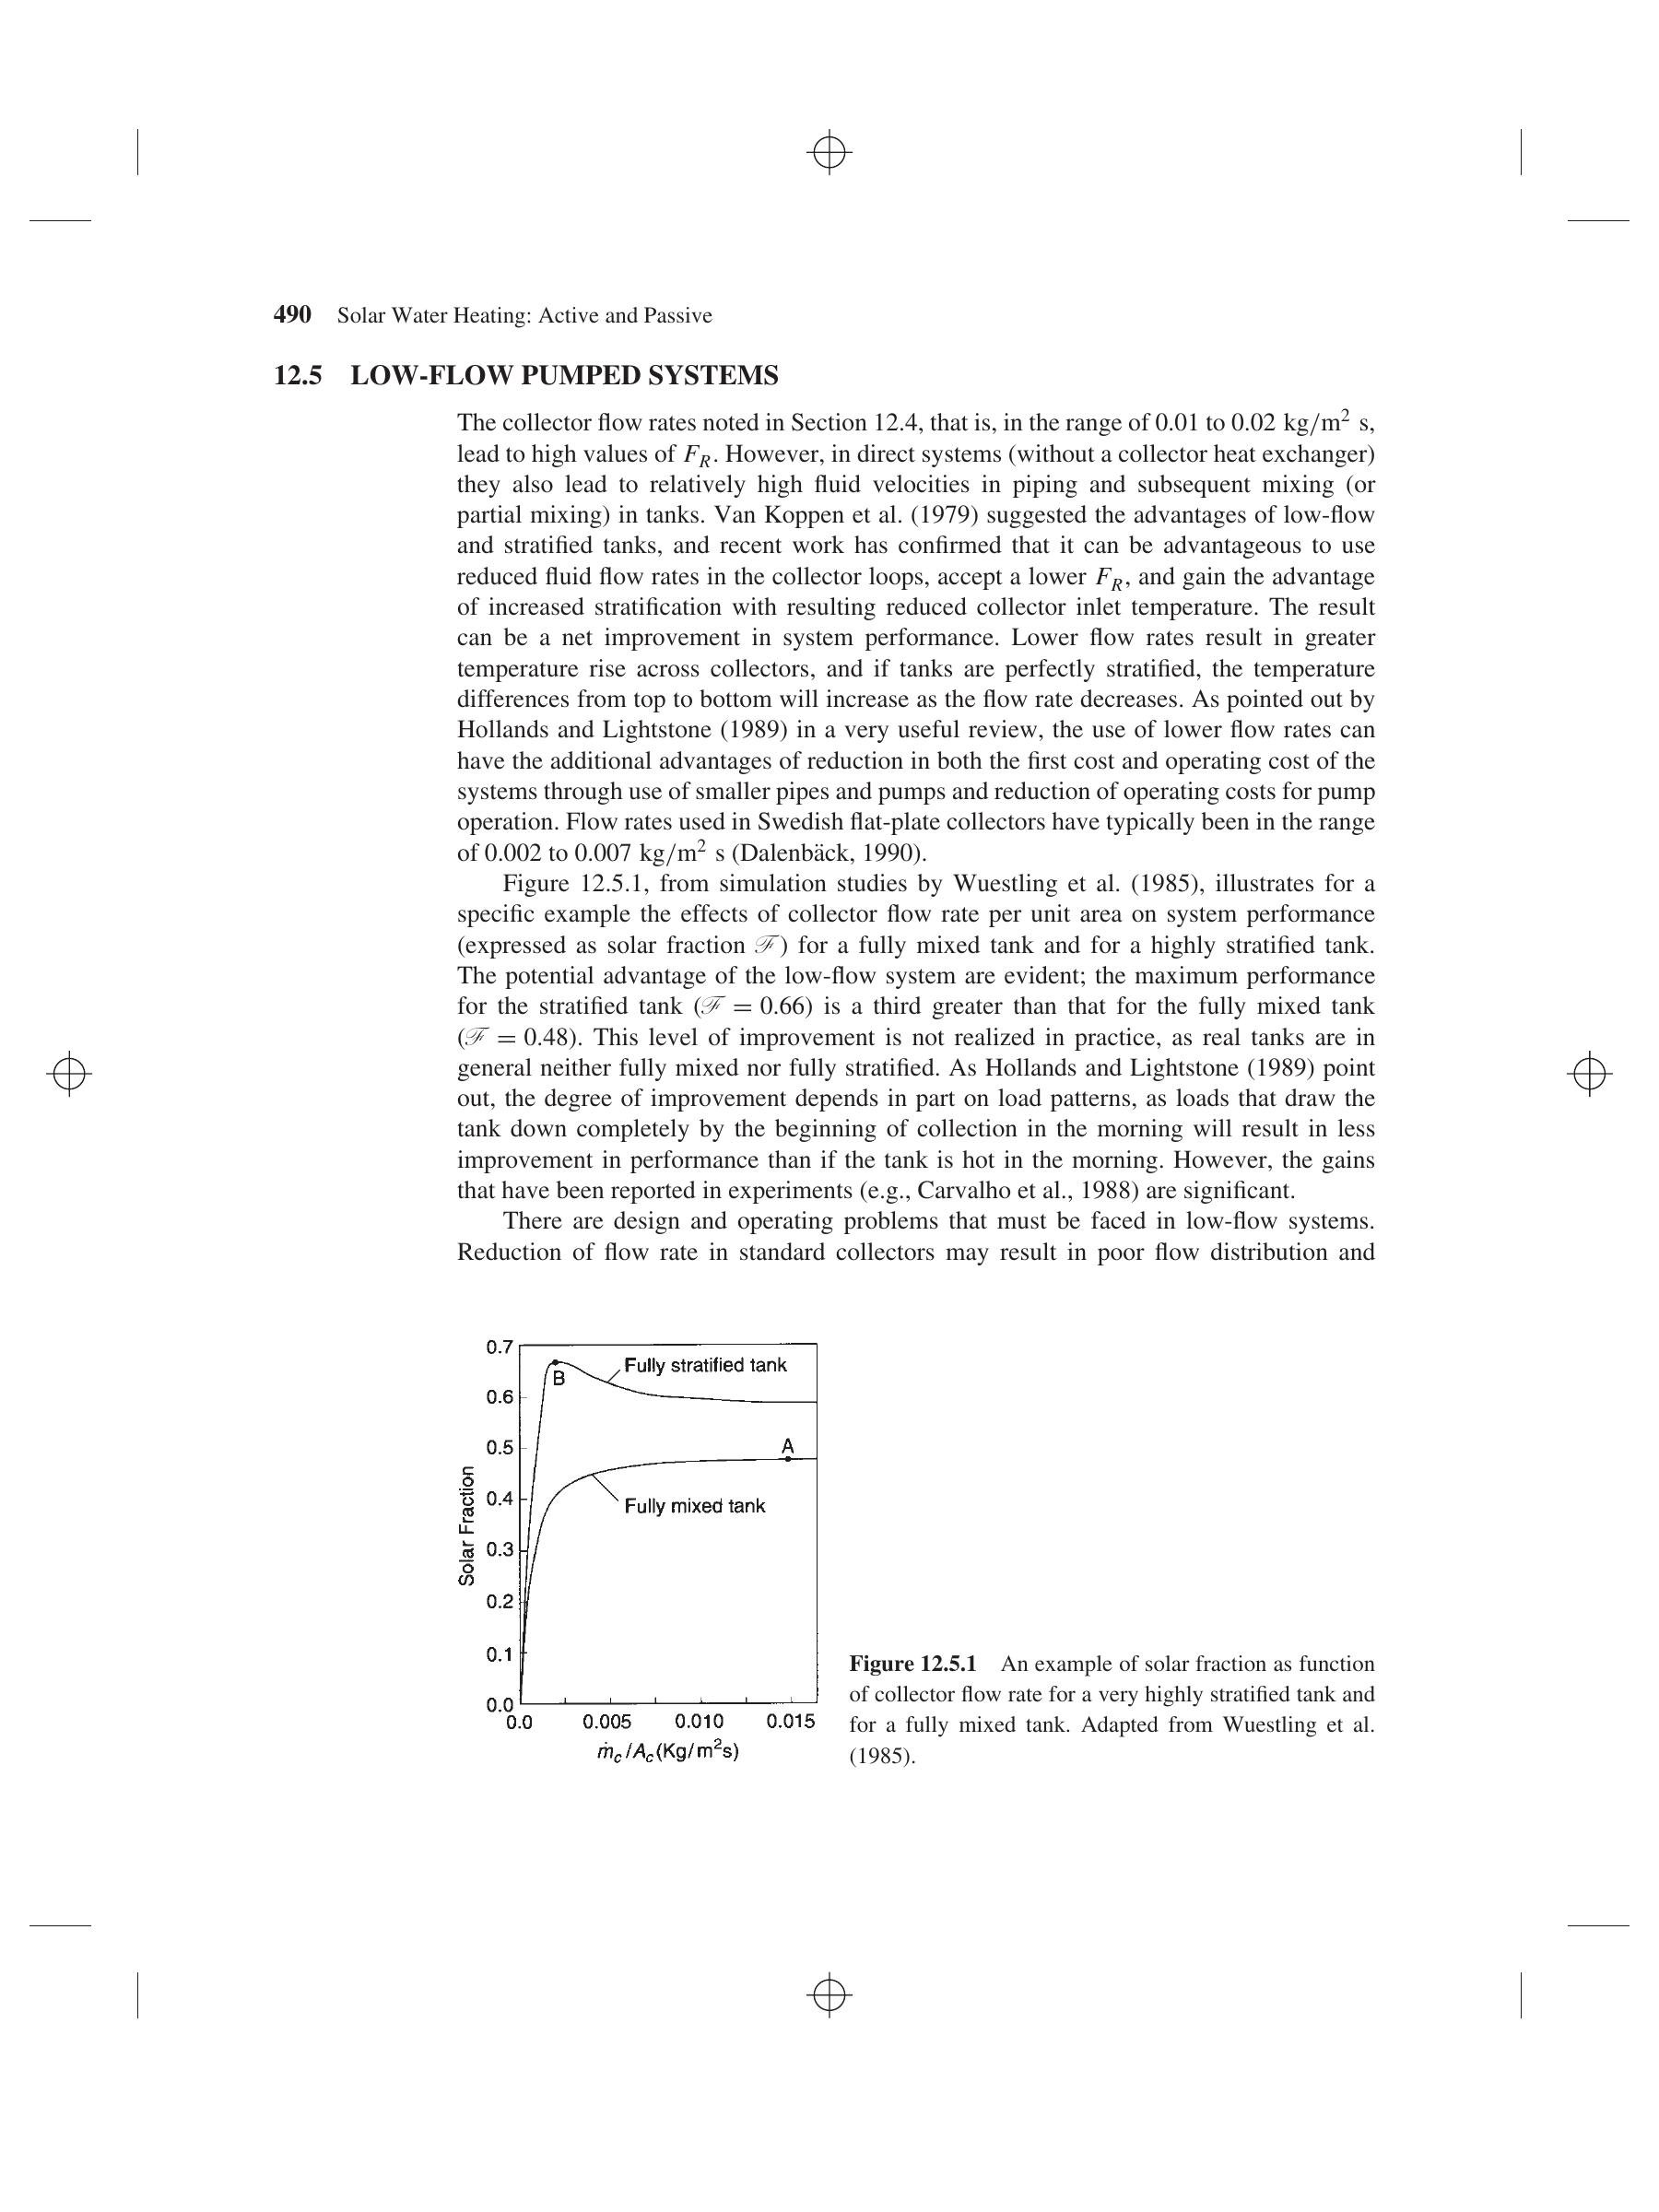 490 Solar Water Heating: Active and Passive
12.5 LOW-FLOW PUMPED SYSTEMS
The collector flow rates noted in Section 12.4, that is, in the range of 0.01 to 0.02 kg/m² s,
lead to high values of F_R. However, in direct systems (without a collector heat exchanger)
they also lead to relatively high fluid velocities in piping and subsequent mixing (or
partial mixing) in tanks. Van Koppen et al. (1979) suggested the advantages of low-flow
and stratified tanks, and recent work has confirmed that it can be advantageous to use
reduced fluid flow rates in the collector loops, accept a lower F_R, and gain the advantage
of increased stratification with resulting reduced collector inlet temperature. The result
can be a net improvement in system performance. Lower flow rates result in greater
temperature rise across collectors, and if tanks are perfectly stratified, the temperature
differences from top to bottom will increase as the flow rate decreases. As pointed out by
Hollands and Lightstone (1989) in a very useful review, the use of lower flow rates can
have the additional advantages of reduction in both the first cost and operating cost of the
systems through use of smaller pipes and pumps and reduction of operating costs for pump
operation. Flow rates used in Swedish flat-plate collectors have typically been in the range
of 0.002 to 0.007 kg/m² s (Dalenbäck, 1990).
Figure 12.5.1, from simulation studies by Wuestling et al. (1985), illustrates for a
specific example the effects of collector flow rate per unit area on system performance
(expressed as solar fraction ℱ) for a fully mixed tank and for a highly stratified tank.
The potential advantage of the low-flow system are evident; the maximum performance
for the stratified tank (ℱ = 0.66) is a third greater than that for the fully mixed tank
(ℱ = 0.48). This level of improvement is not realized in practice, as real tanks are in
general neither fully mixed nor fully stratified. As Hollands and Lightstone (1989) point
out, the degree of improvement depends in part on load patterns, as loads that draw the
tank down completely by the beginning of collection in the morning will result in less
improvement in performance than if the tank is hot in the morning. However, the gains
that have been reported in experiments (e.g., Carvalho et al., 1988) are significant.
There are design and operating problems that must be faced in low-flow systems.
Reduction of flow rate in standard collectors may result in poor flow distribution and
0.7
0.6
0.5
0.4
0.3
0.2
0.1
0.0
Solar Fraction
Fully stratified tank
B
A
Fully mixed tank
0.0 0.005 0.010 0.015
ṁ_c/A_c(Kg/m²s)
Figure 12.5.1 An example of solar fraction as function
of collector flow rate for a very highly stratified tank and
for a fully mixed tank. Adapted from Wuestling et al.
(1985).